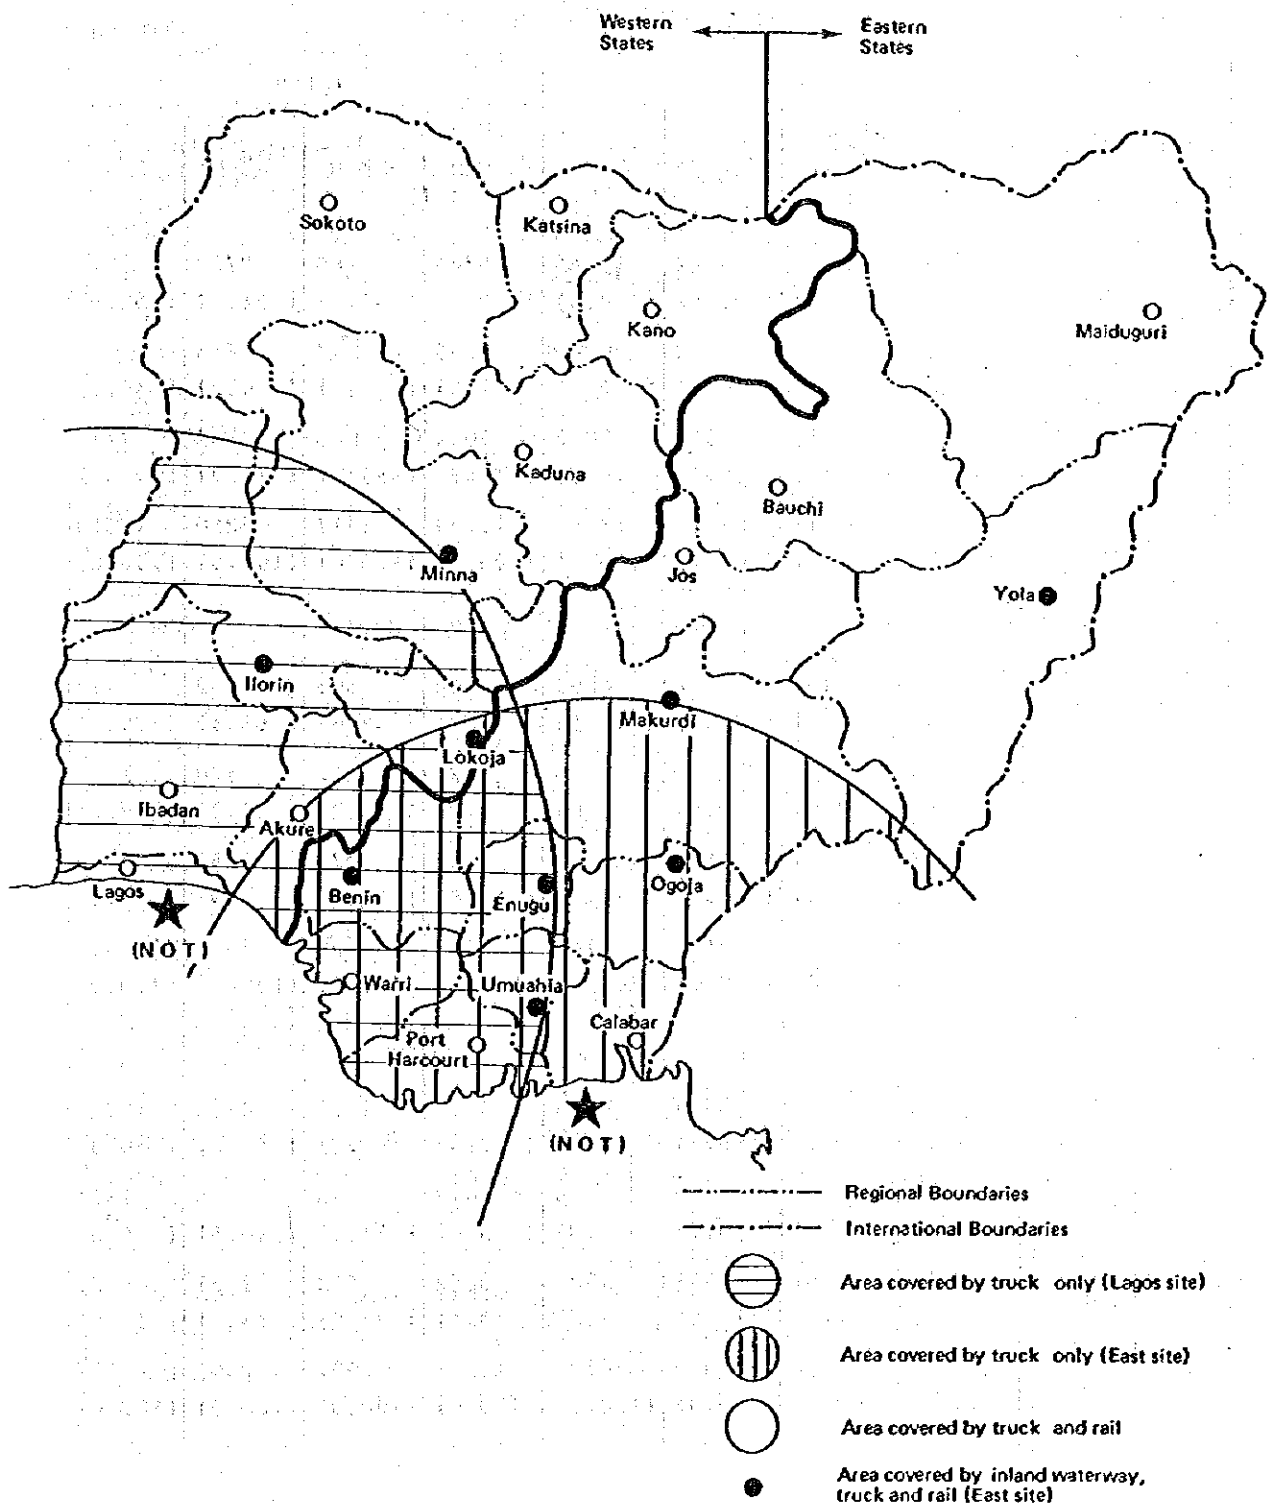 Western
States
Eastern
States
Sokoto
Katsina
Kano
Maiduguri
Kaduna
Bauchi
Minna
Jos
Yola
Ilorin
Makurdi
Lokoja
Ibadan
Akure
Lagos
Benin
Enugu
Ogoja
(NOT)
Warri
Umuahia
Calabar
Port
Harcourt
(NOT)
Regional Boundaries
International Boundaries
Area covered by truck only (Lagos site)
Area covered by truck only (East site)
Area covered by truck and rail
Area covered by inland waterway,
truck and rail (East site)